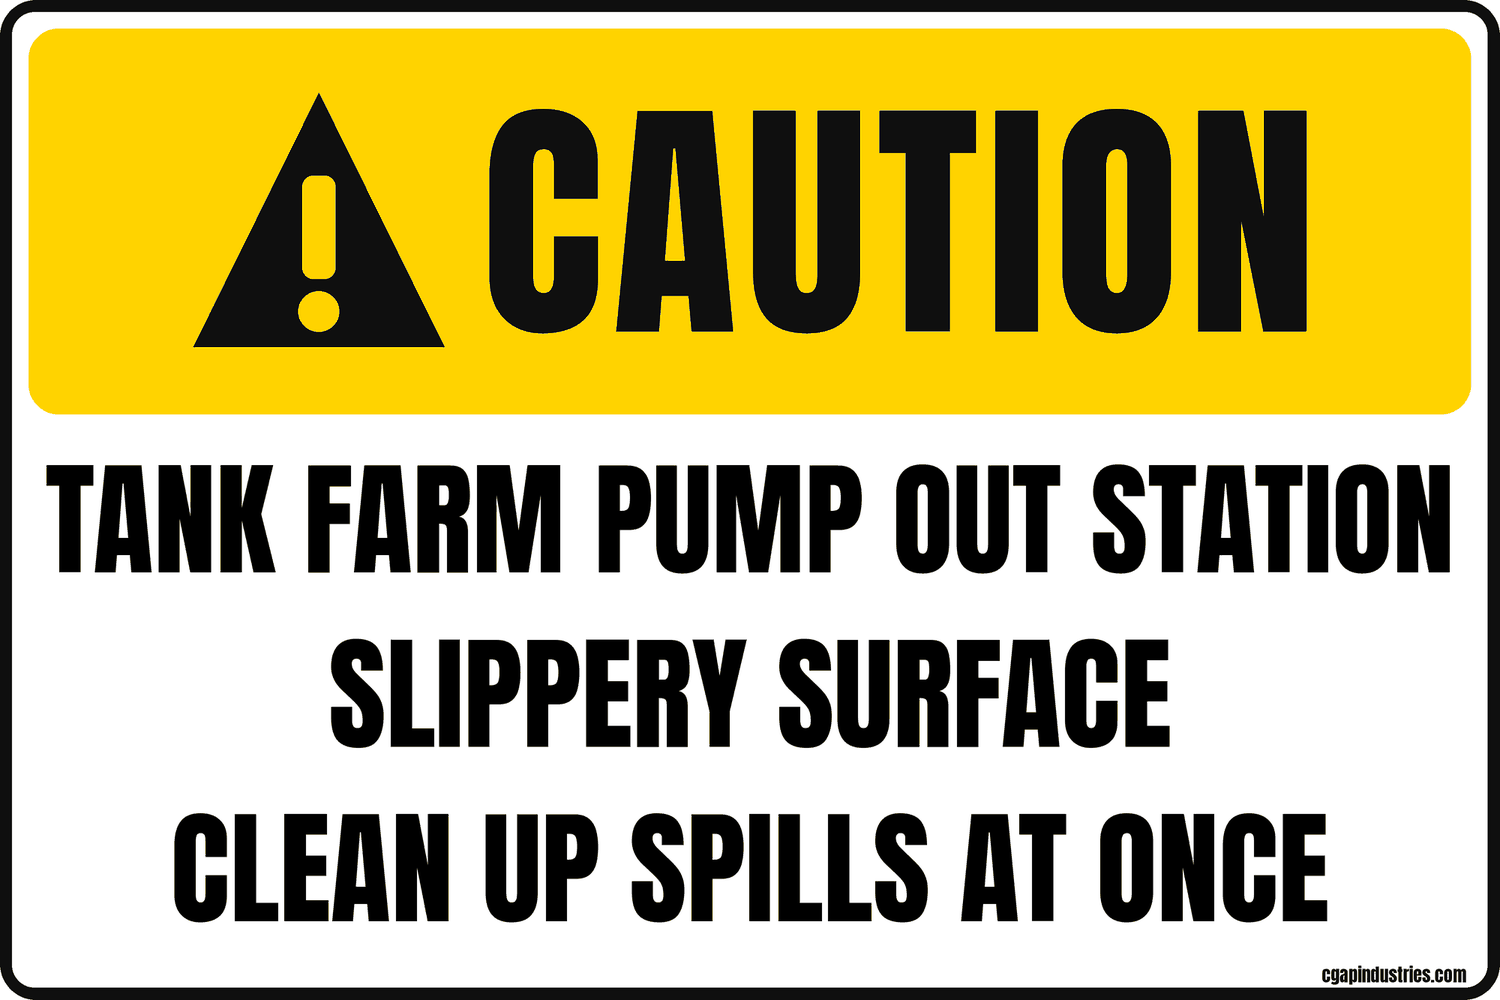 CAUTION
TANK FARM PUMP OUT STATION
SLIPPERY SURFACE
CLEAN UP SPILLS AT ONCE
cgapindustries.com